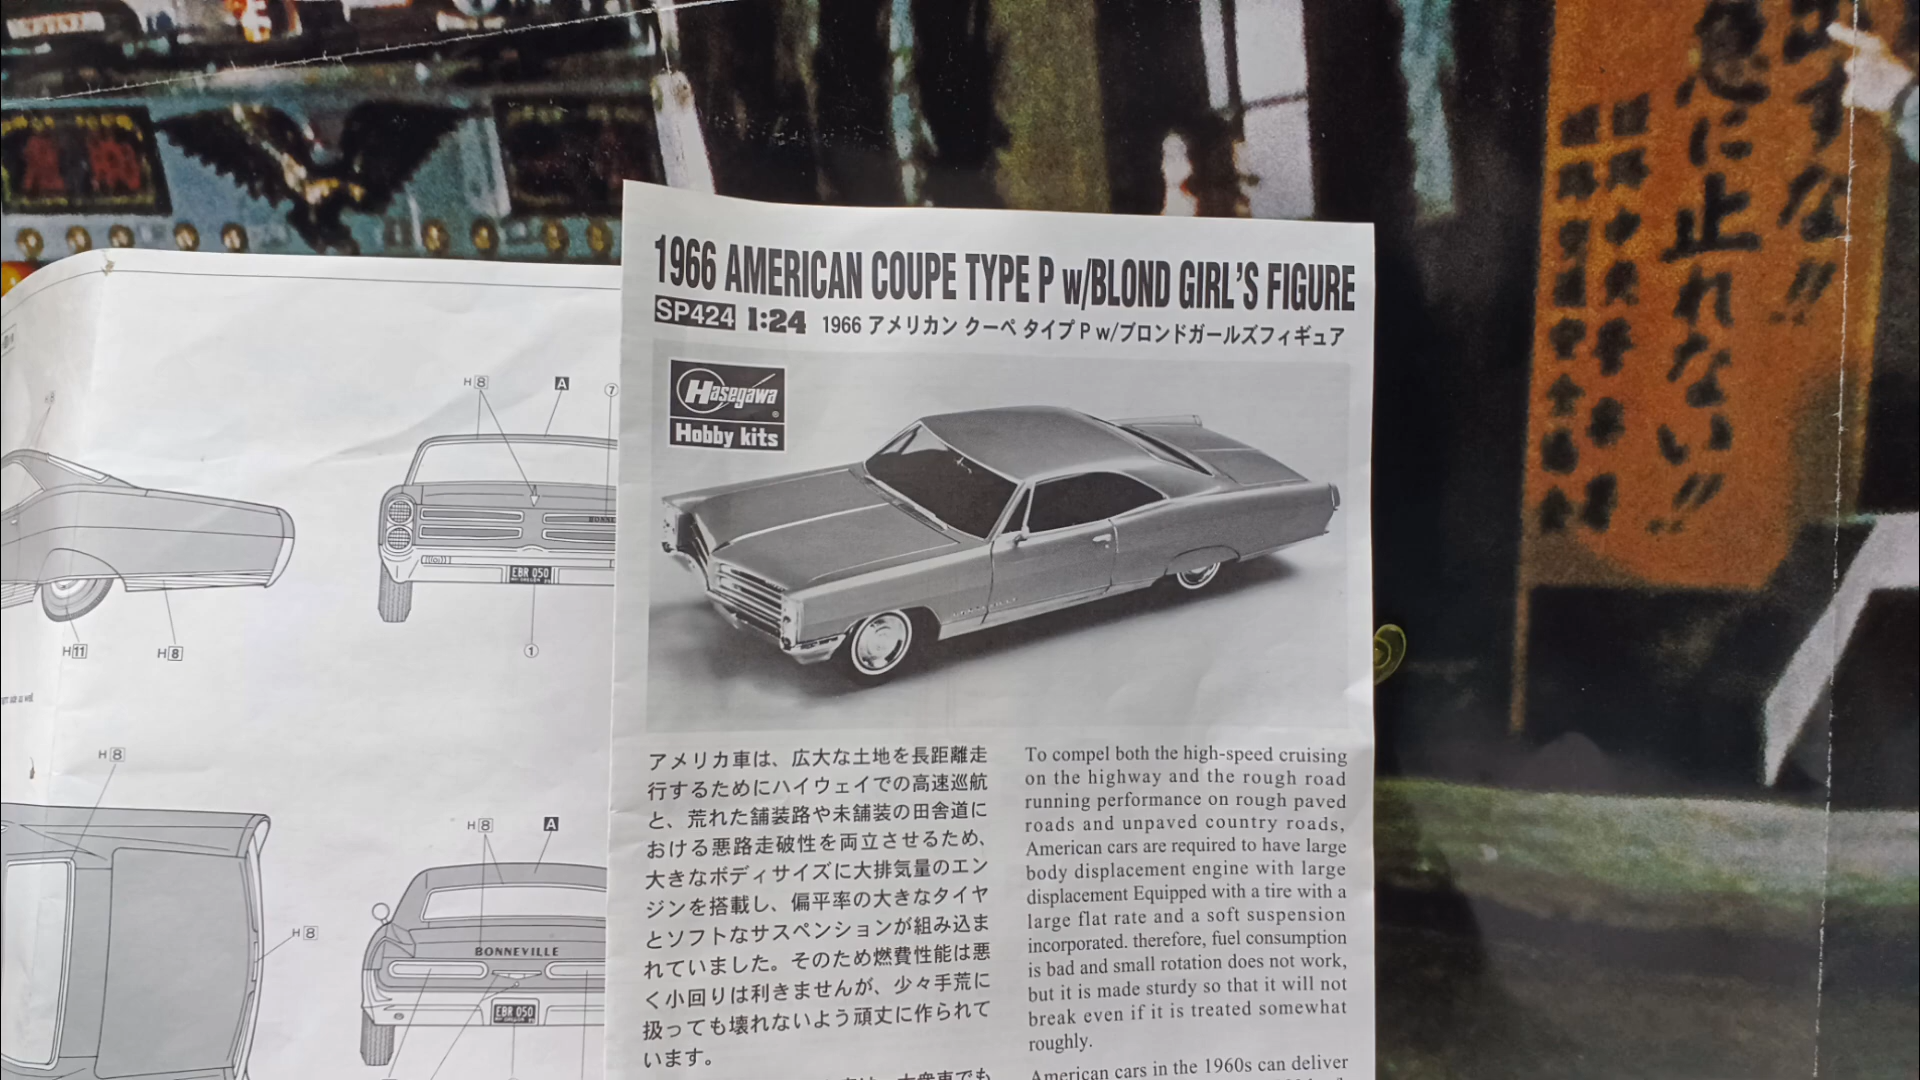 出すな!!
急に止れない!!
1966 AMERICAN COUPE TYPE P w/BLOND GIRL'S FIGURE
SP424 1:24 1966 アメリカン クーペ タイプ P w/ブロンドガールズフィギュア
Hasegawa
Hobby kits
アメリカ車は、広大な土地を長距離走
行するためにハイウェイでの高速巡航
と、荒れた舗装路や未舗装の田舎道に
おける悪路走破性を両立させるため、
大きなボディサイズに大排気量のエン
ジンを搭載し、偏平率の大きなタイヤ
とソフトなサスペンションが組み込ま
れていました。そのため燃費性能は悪
く小回りは利きませんが、少々手荒に
扱っても壊れないよう頑丈に作られて
います。
To compel both the high-speed cruising
on the highway and the rough road
running performance on rough paved
roads and unpaved country roads,
American cars are required to have large
body displacement engine with large
displacement Equipped with a tire with a
large flat rate and a soft suspension
incorporated. therefore, fuel consumption
is bad and small rotation does not work,
but it is made sturdy so that it will not
break even if it is treated somewhat
roughly.
American cars in the 1960s can deliver
H 8
A
7
EBR 050
1
H 11
H 8
H 8
H 8
A
H 8
BONNEVILLE
EBR 050